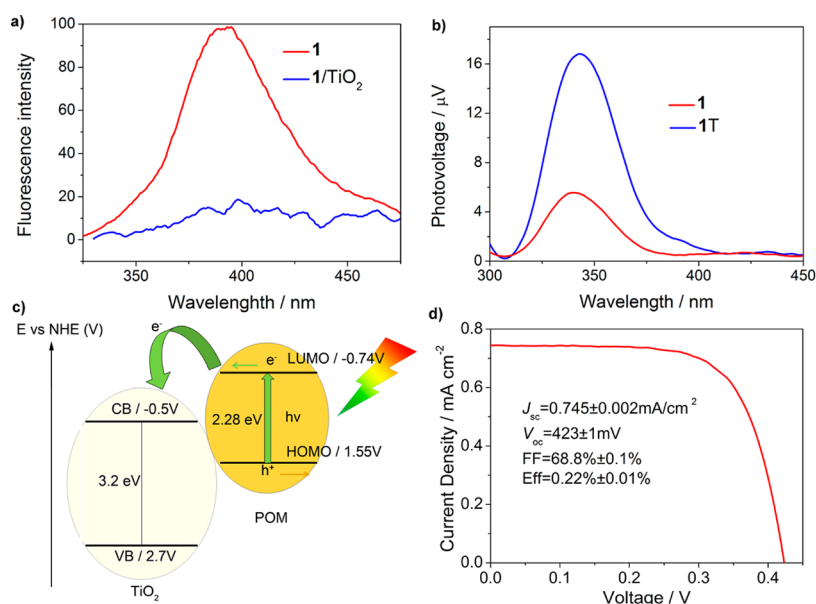 a)
100
80
60
40
20
0
Fluorescence intensity
1
1/TiO2
350
400
450
Wavelenghth / nm
b)
16
12
8
4
0
Photovoltage / μV
1
1T
300
350
400
450
Wavelength / nm
c)
E vs NHE (V)
e-
e-
LUMO / -0.74V
CB / -0.5V
2.28 eV
hν
HOMO / 1.55V
h+
3.2 eV
POM
VB / 2.7V
TiO2
d)
0.8
0.6
0.4
0.2
0.0
Current Density / mA cm-2
Jsc=0.745±0.002mA/cm2
Voc=423±1mV
FF=68.8%±0.1%
Eff=0.22%±0.01%
0.0
0.1
0.2
0.3
0.4
Voltage / V